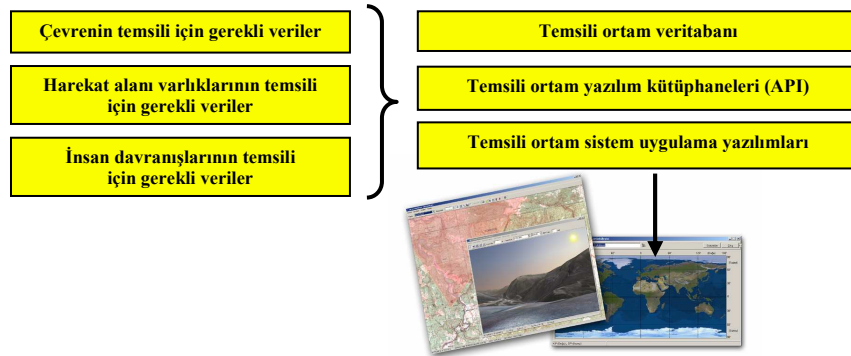 Çevrenin temsili için gerekli veriler
Harekat alanı varlıklarının temsili
için gerekli veriler
İnsan davranışlarının temsili
için gerekli veriler
Temsili ortam veritabanı
Temsili ortam yazılım kütüphaneleri (API)
Temsili ortam sistem uygulama yazılımları